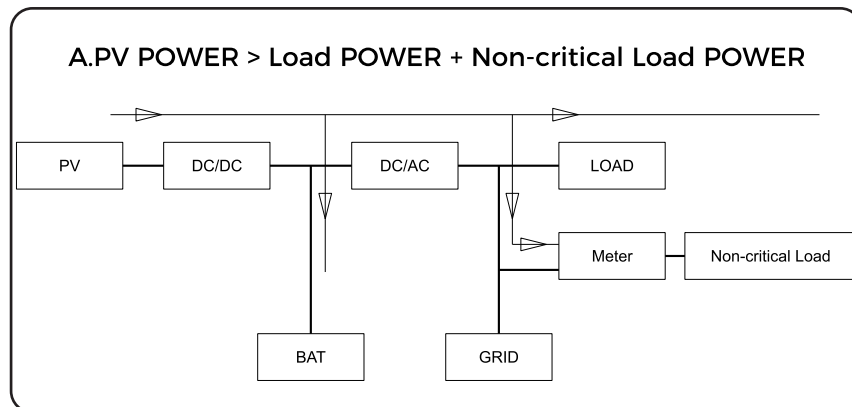 A.PV POWER > Load POWER + Non-critical Load POWER
PV
DC/DC
DC/AC
LOAD
Meter
Non-critical Load
BAT
GRID